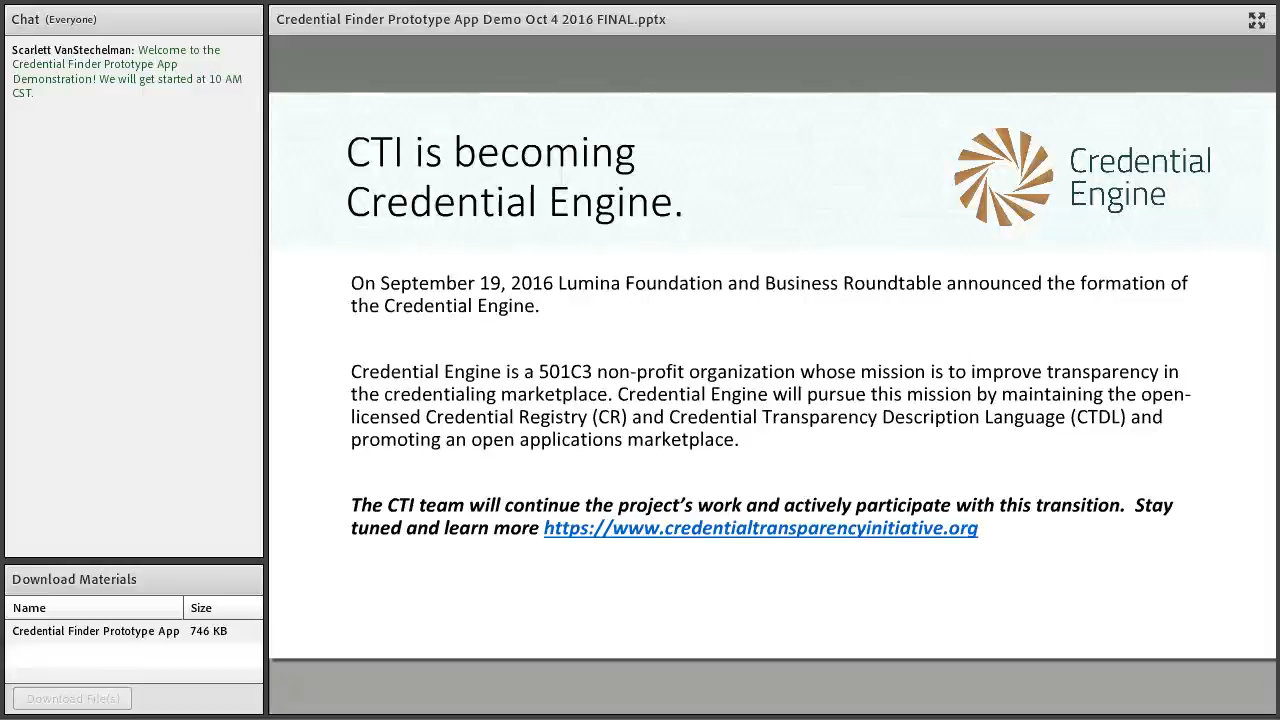 Chat (Everyone)
Scarlett VanStechelman: Welcome to the
Credential Finder Prototype App
Demonstration! We will get started at 10 AM
CST.
Download Materials
Name Size
Credential Finder Prototype App 746 KB
Download File(s)
Credential Finder Prototype App Demo Oct 4 2016 FINAL.pptx
CTI is becoming
Credential Engine.
Credential
Engine
On September 19, 2016 Lumina Foundation and Business Roundtable announced the formation of
the Credential Engine.
Credential Engine is a 501C3 non-profit organization whose mission is to improve transparency in
the credentialing marketplace. Credential Engine will pursue this mission by maintaining the open-
licensed Credential Registry (CR) and Credential Transparency Description Language (CTDL) and
promoting an open applications marketplace.
The CTI team will continue the project’s work and actively participate with this transition.  Stay
tuned and learn more https://www.credentialtransparencyinitiative.org